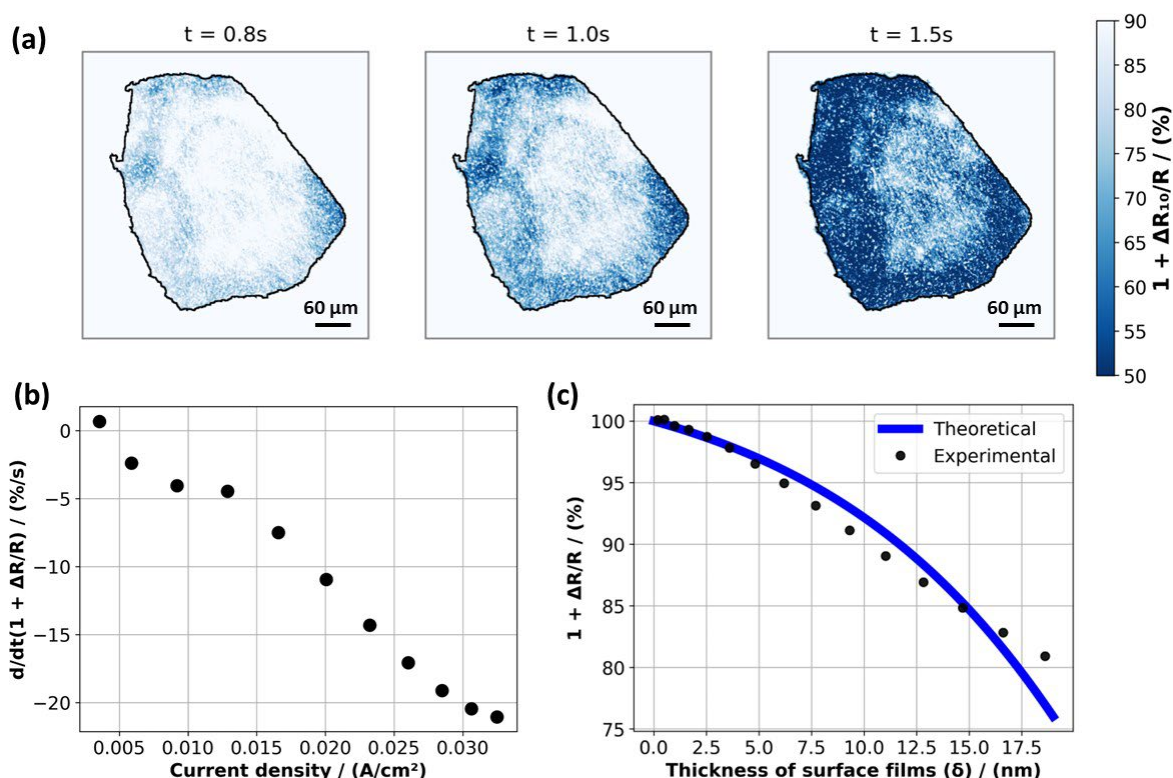 (a)
t = 0.8s
t = 1.0s
t = 1.5s
60 µm
60 µm
60 µm
90
85
80
75
70
65
60
55
50
1 + ΔR₁₀/R / (%)
(b)
0
−5
−10
−15
−20
d/dt(1 + ΔR/R) / (%/s)
0.005 0.010 0.015 0.020 0.025 0.030
Current density / (A/cm²)
(c)
Theoretical
Experimental
100
95
90
85
80
75
1 + ΔR/R / (%)
0.0 2.5 5.0 7.5 10.0 12.5 15.0 17.5
Thickness of surface films (δ) / (nm)